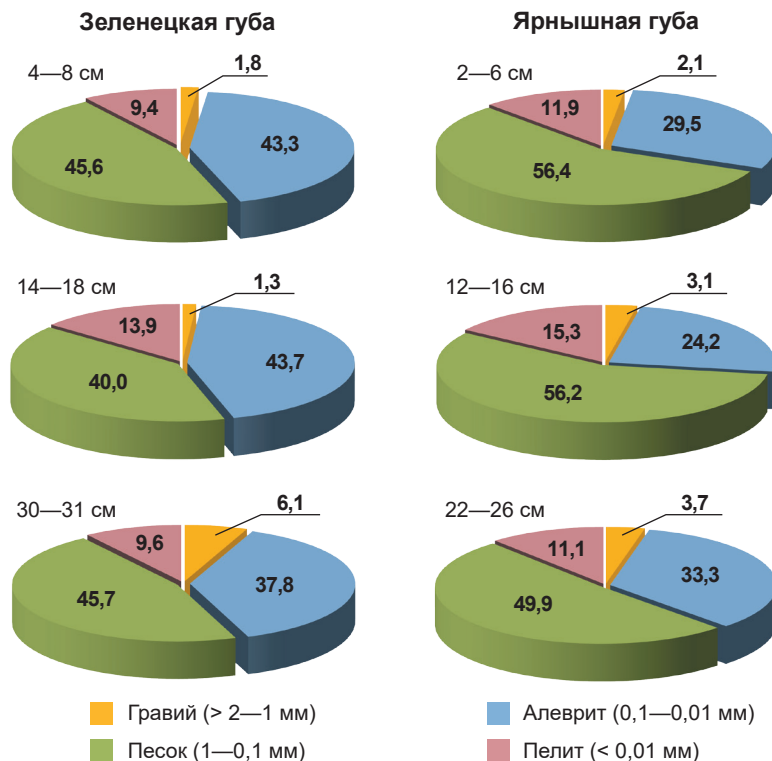 Зеленецкая губа
4—8 см
1,8
9,4
43,3
45,6
14—18 см
1,3
13,9
43,7
40,0
30—31 см
6,1
9,6
37,8
45,7
Ярнышная губа
2—6 см
2,1
11,9
29,5
56,4
12—16 см
3,1
15,3
24,2
56,2
22—26 см
3,7
11,1
33,3
49,9
Гравий (> 2—1 мм)
Песок (1—0,1 мм)
Алеврит (0,1—0,01 мм)
Пелит (< 0,01 мм)